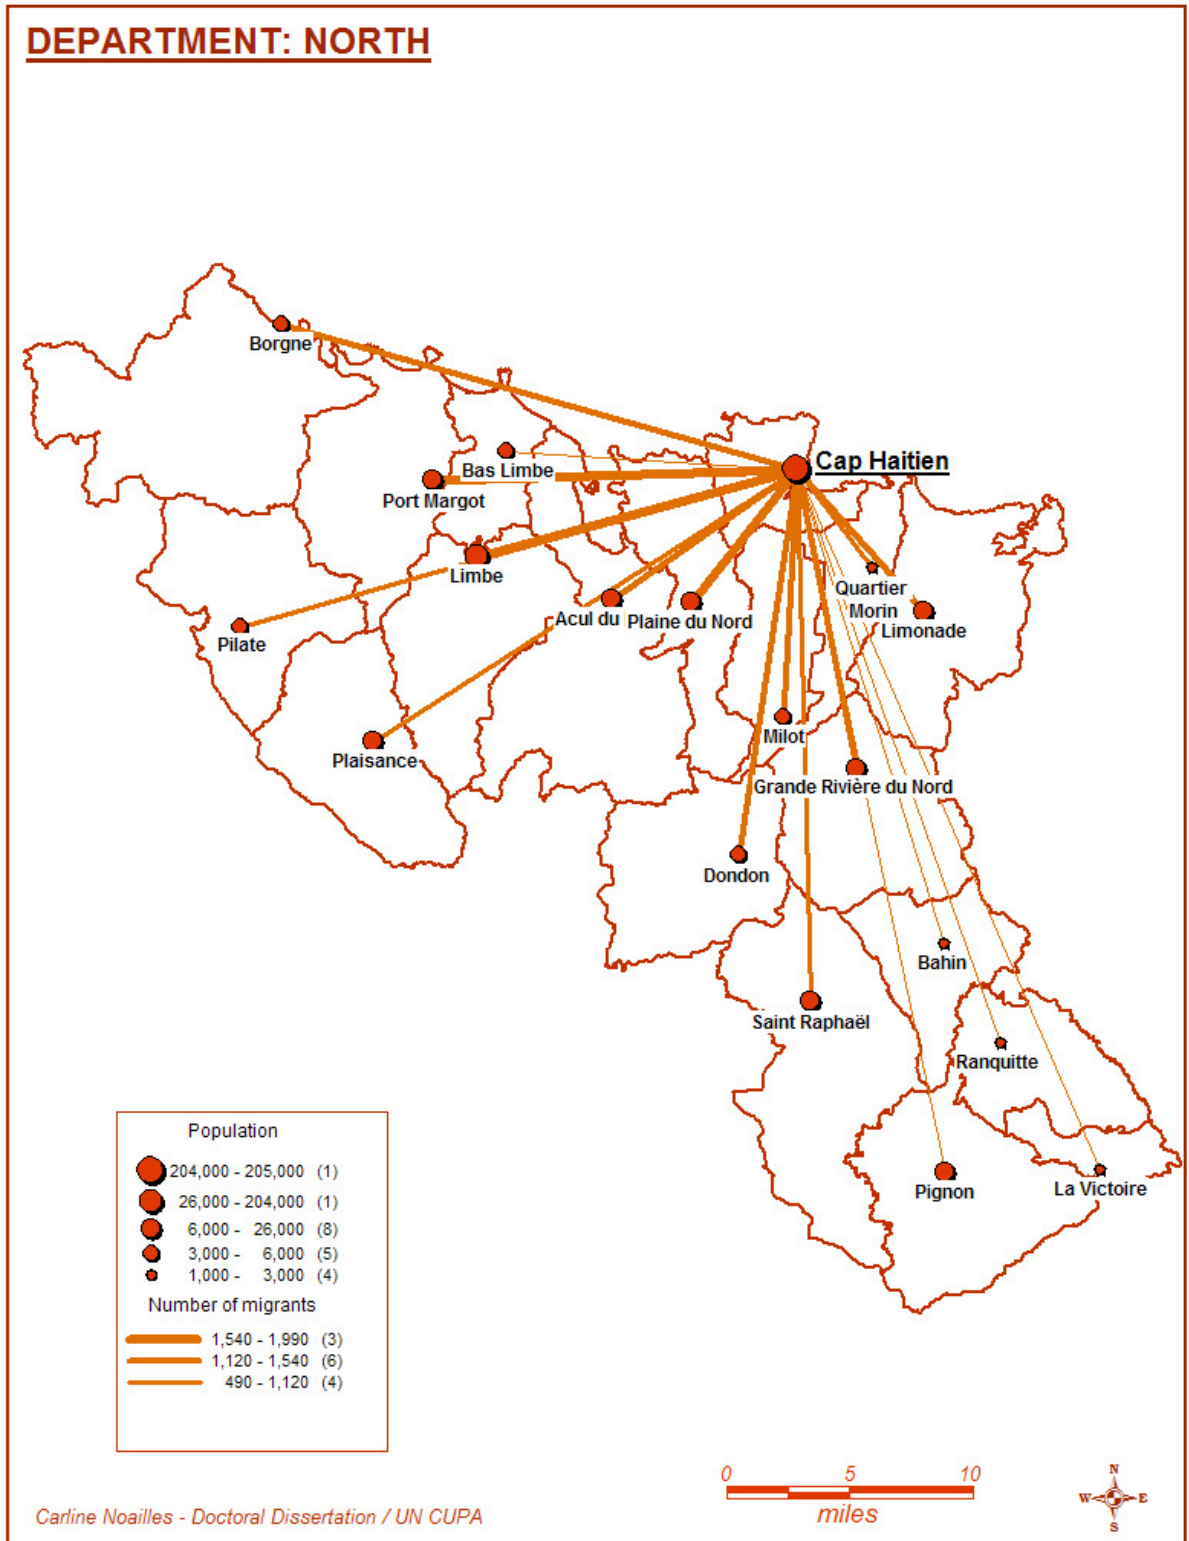 DEPARTMENT: NORTH
Borgne
Cap Haitien
Bas Limbe
Port Margot
Limbe
Quartier
Morin
Acul du
Plaine du Nord
Limonade
Pilate
Milot
Plaisance
Grande Rivière du Nord
Dondon
Bahin
Saint Raphaël
Ranquitte
La Victoire
Pignon
Population
204,000 - 205,000 (1)
26,000 - 204,000 (1)
6,000 - 26,000 (8)
3,000 - 6,000 (5)
1,000 - 3,000 (4)
Number of migrants
1,540 - 1,990 (3)
1,120 - 1,540 (6)
490 - 1,120 (4)
0 5 10
miles
N
W E
S
Carline Noailles - Doctoral Dissertation / UN CUPA